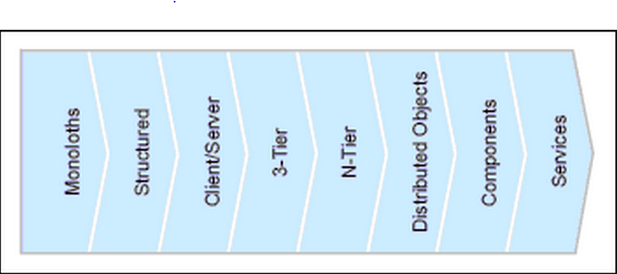 Monoloths
Structured
Client/Server
3-Tier
N-Tier
Distributed Objects
Components
Services